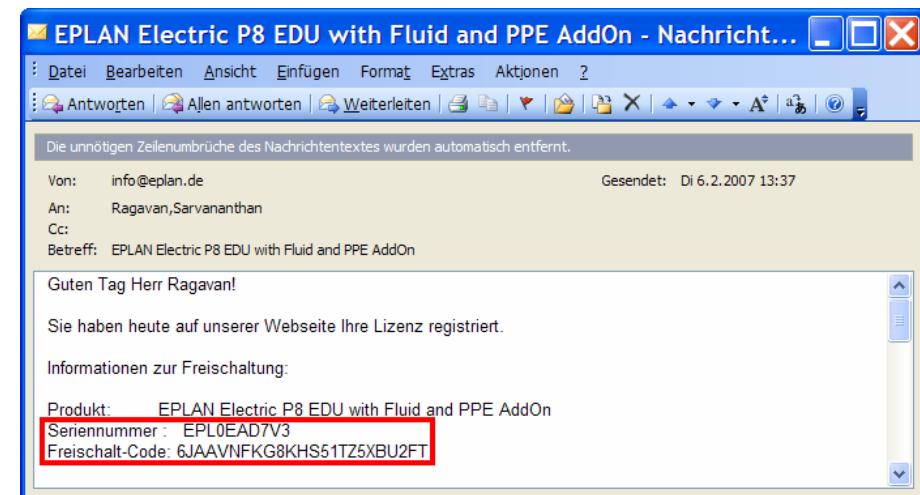 EPLAN Electric P8 EDU with Fluid and PPE AddOn - Nachricht...
Datei Bearbeiten Ansicht Einfügen Format Extras Aktionen ?
Antworten Allen antworten Weiterleiten
Die unnötigen Zeilenumbrüche des Nachrichtentextes wurden automatisch entfernt.
Von: info@eplan.de Gesendet: Di 6.2.2007 13:37
An: Ragavan,Sarvananthan
Cc:
Betreff: EPLAN Electric P8 EDU with Fluid and PPE AddOn
Guten Tag Herr Ragavan!
Sie haben heute auf unserer Webseite Ihre Lizenz registriert.
Informationen zur Freischaltung:
Produkt: EPLAN Electric P8 EDU with Fluid and PPE AddOn
Seriennummer : EPL0EAD7V3
Freischalt-Code: 6JAAVNFKG8KHS51TZ5XBU2FT